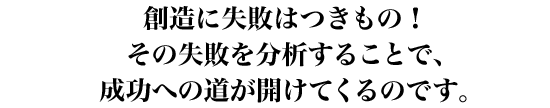 創造に失敗はつきもの！
その失敗を分析することで、
成功への道が開けてくるのです。